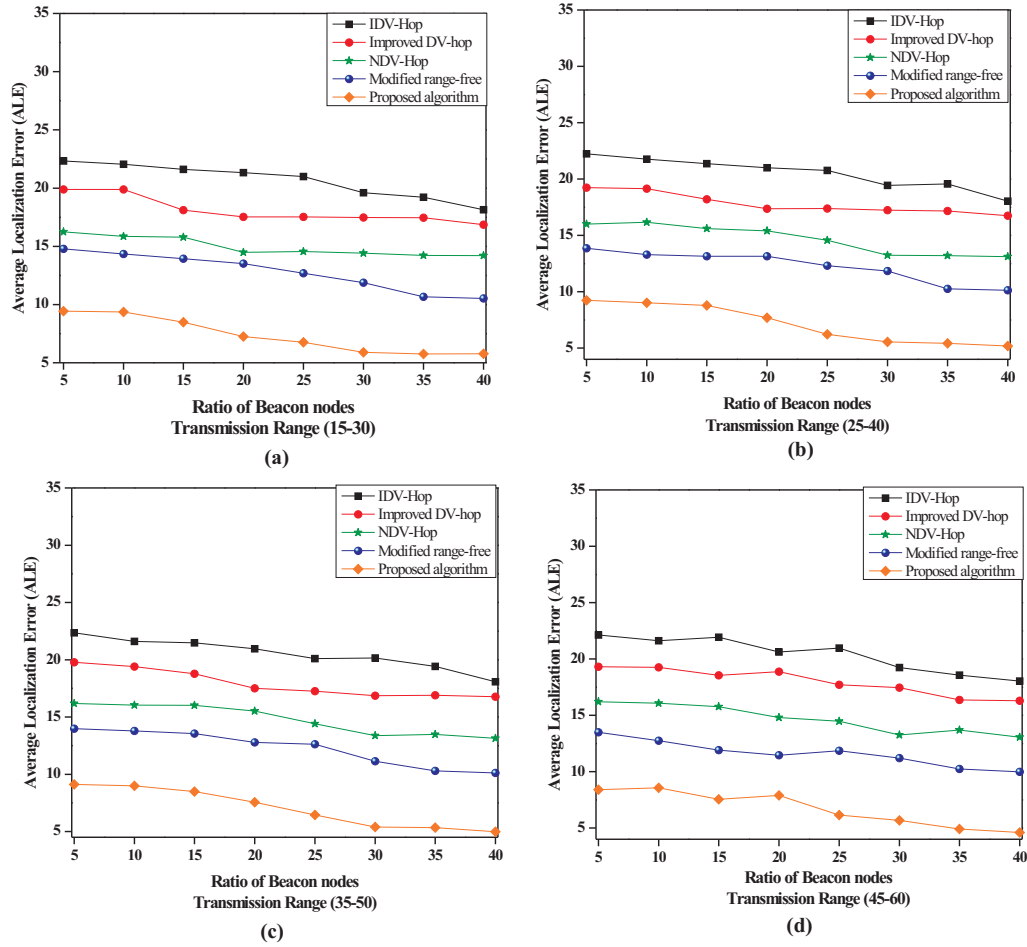 IDV-Hop
Improved DV-hop
NDV-Hop
Modified range-free
Proposed algorithm
35
30
25
20
15
10
5
Average Localization Error (ALE)
5 10 15 20 25 30 35 40
Ratio of Beacon nodes
Transmission Range (15-30)
(a)
IDV-Hop
Improved DV-hop
NDV-Hop
Modified range-free
Proposed algorithm
35
30
25
20
15
10
5
Average Localization Error (ALE)
5 10 15 20 25 30 35 40
Ratio of Beacon nodes
Transmission Range (25-40)
(b)
IDV-Hop
Improved DV-hop
NDV-Hop
Modified range-free
Proposed algorithm
35
30
25
20
15
10
5
Average Localization Error (ALE)
5 10 15 20 25 30 35 40
Ratio of Beacon nodes
Transmission Range (35-50)
(c)
IDV-Hop
Improved DV-hop
NDV-Hop
Modified range-free
Proposed algorithm
35
30
25
20
15
10
5
Average Localization Error (ALE)
5 10 15 20 25 30 35 40
Ratio of Beacon nodes
Transmission Range (45-60)
(d)